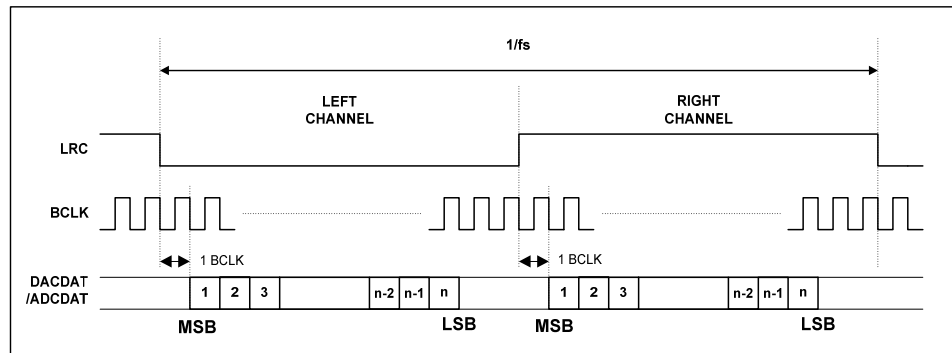 1/fs
LEFT
CHANNEL
RIGHT
CHANNEL
LRC
BCLK
1 BCLK
1 BCLK
DACDAT
/ADCDAT
1 2 3 n-2 n-1 n 1 2 3 n-2 n-1 n
MSB LSB MSB LSB